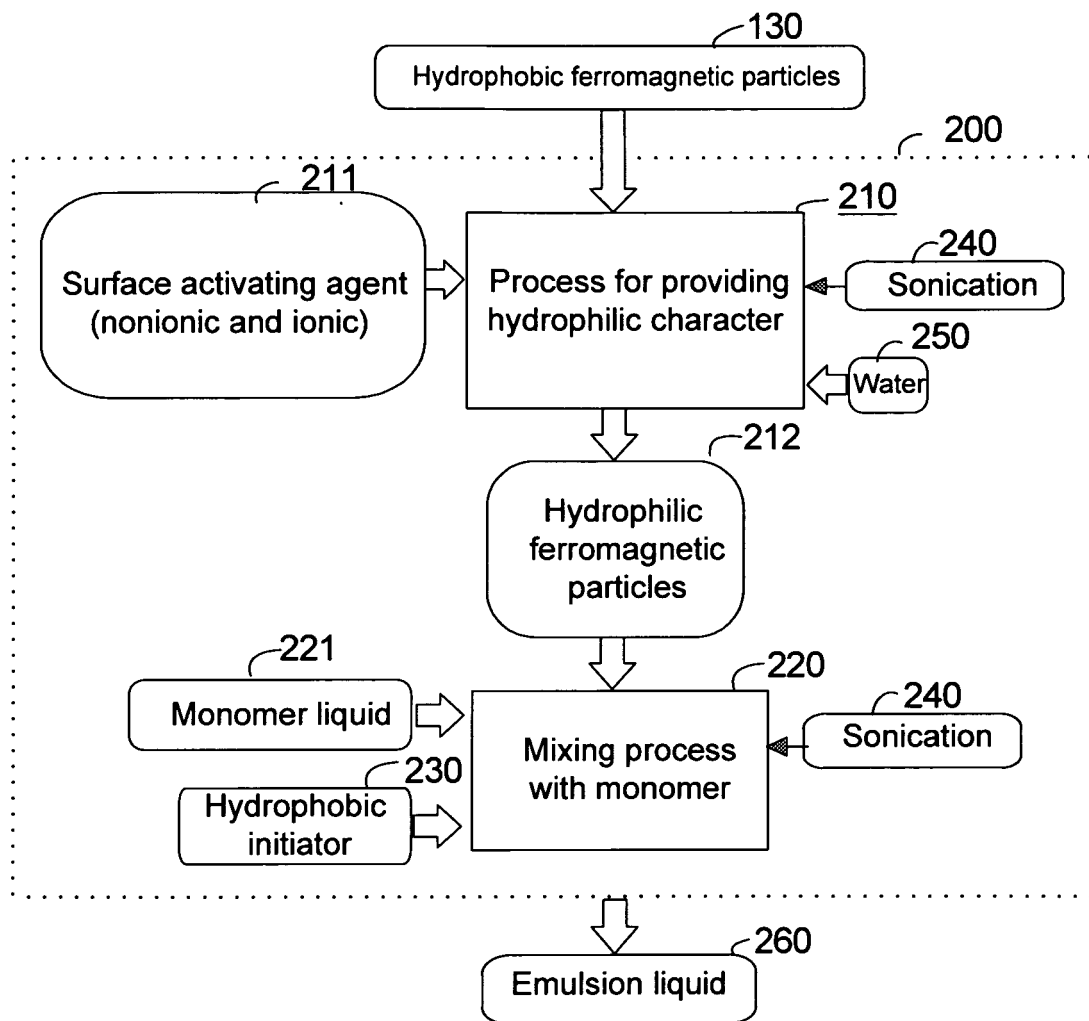 130
Hydrophobic ferromagnetic particles
200
211
210
Surface activating agent
(nonionic and ionic)
Process for providing
hydrophilic character
240
Sonication
250
Water
212
Hydrophilic
ferromagnetic
particles
221
Monomer liquid
220
240
Sonication
Mixing process
with monomer
230
Hydrophobic
initiator
260
Emulsion liquid